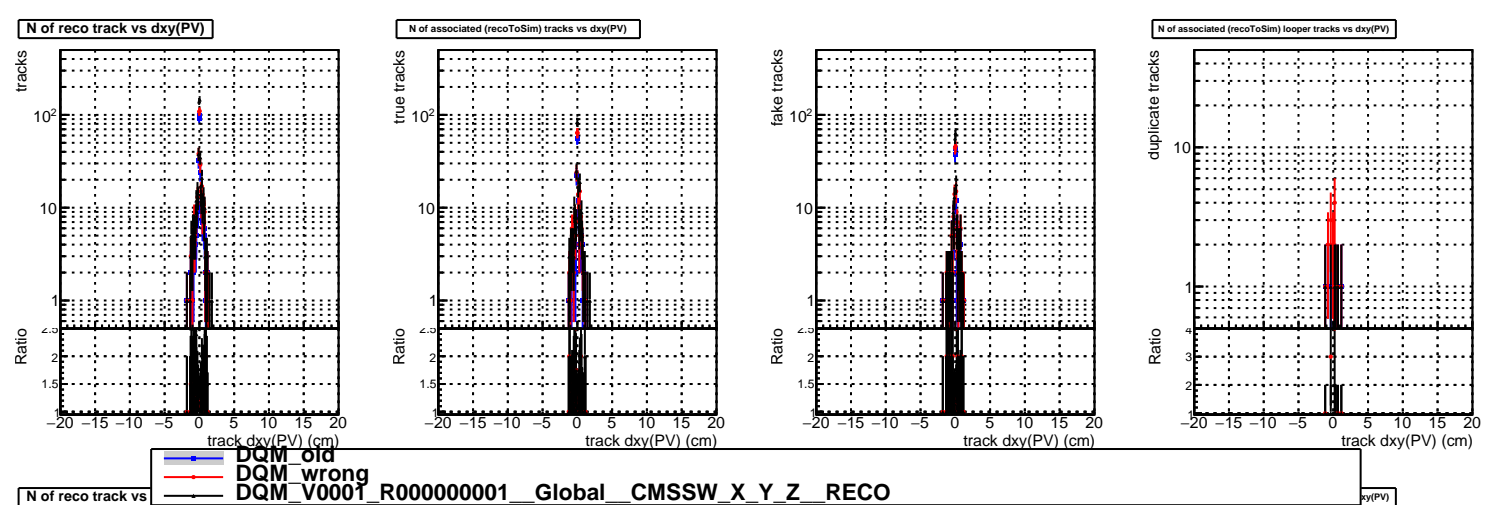 N of reco track vs dxy(PV)
N of associated (recoToSim) tracks vs dxy(PV)
N of associated (recoToSim) looper tracks vs dxy(PV)
tracks
10²
10
1
Ratio
2.5
2
1.5
1
−20 −15 −10 −5 0 5 10 15 20
track dxy(PV) (cm)
true tracks
10²
10
1
Ratio
2.5
2
1.5
1
−20 −15 −10 −5 0 5 10 15 20
track dxy(PV) (cm)
fake tracks
10²
10
1
Ratio
2.5
2
1.5
1
−20 −15 −10 −5 0 5 10 15 20
track dxy(PV) (cm)
duplicate tracks
10
1
Ratio
4
3
2
1
−20 −15 −10 −5 0 5 10 15 20
track dxy(PV) (cm)
DQM_old
DQM_wrong
DQM_V0001_R000000001__Global__CMSSW_X_Y_Z__RECO
N of reco track vs
xy(PV)